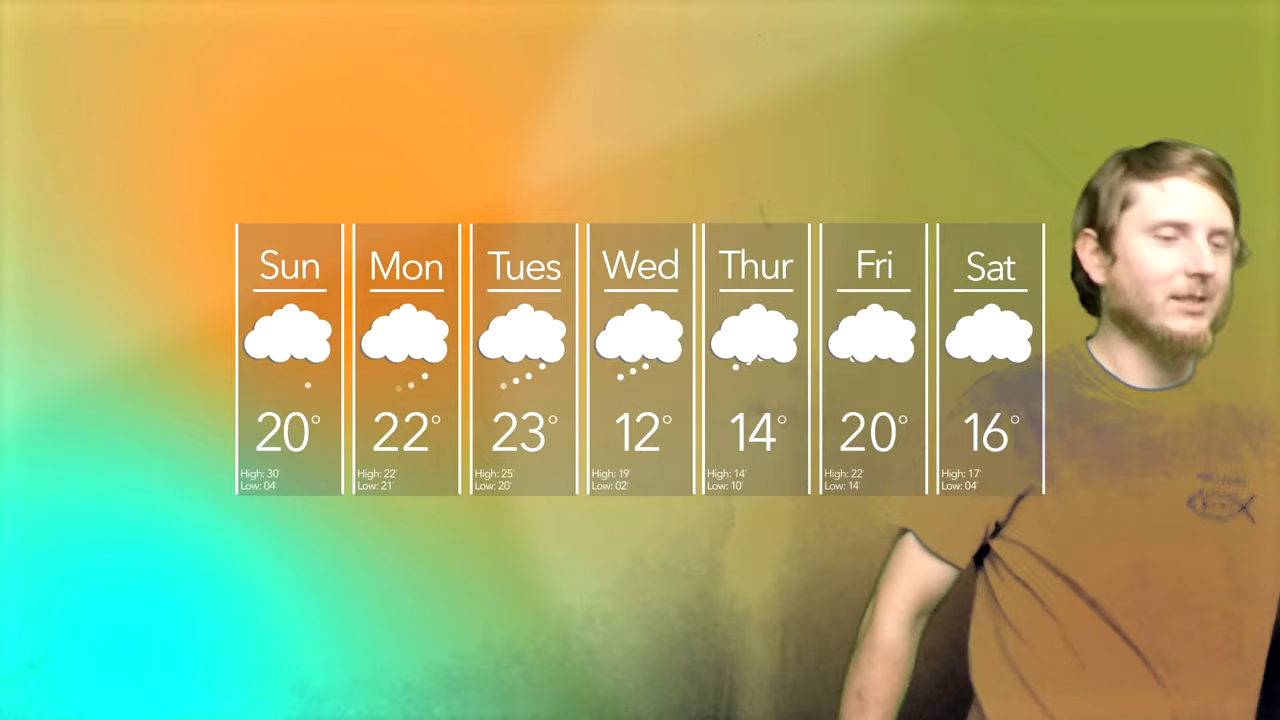 Sun
Mon
Tues
Wed
Thur
Fri
Sat
20°
22°
23°
12°
14°
20°
16°
High: 30°
Low: 04°
High: 22°
Low: 21°
High: 25°
Low: 20°
High: 19°
Low: 02°
High: 14°
Low: 10°
High: 22°
Low: 14°
High: 17°
Low: 04°